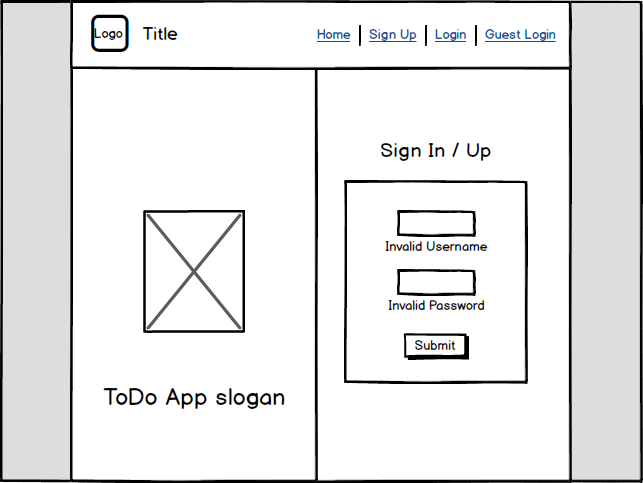 Logo
Title
Home
Sign Up
Login
Guest Login
ToDo App slogan
Sign In / Up
Invalid Username
Invalid Password
Submit